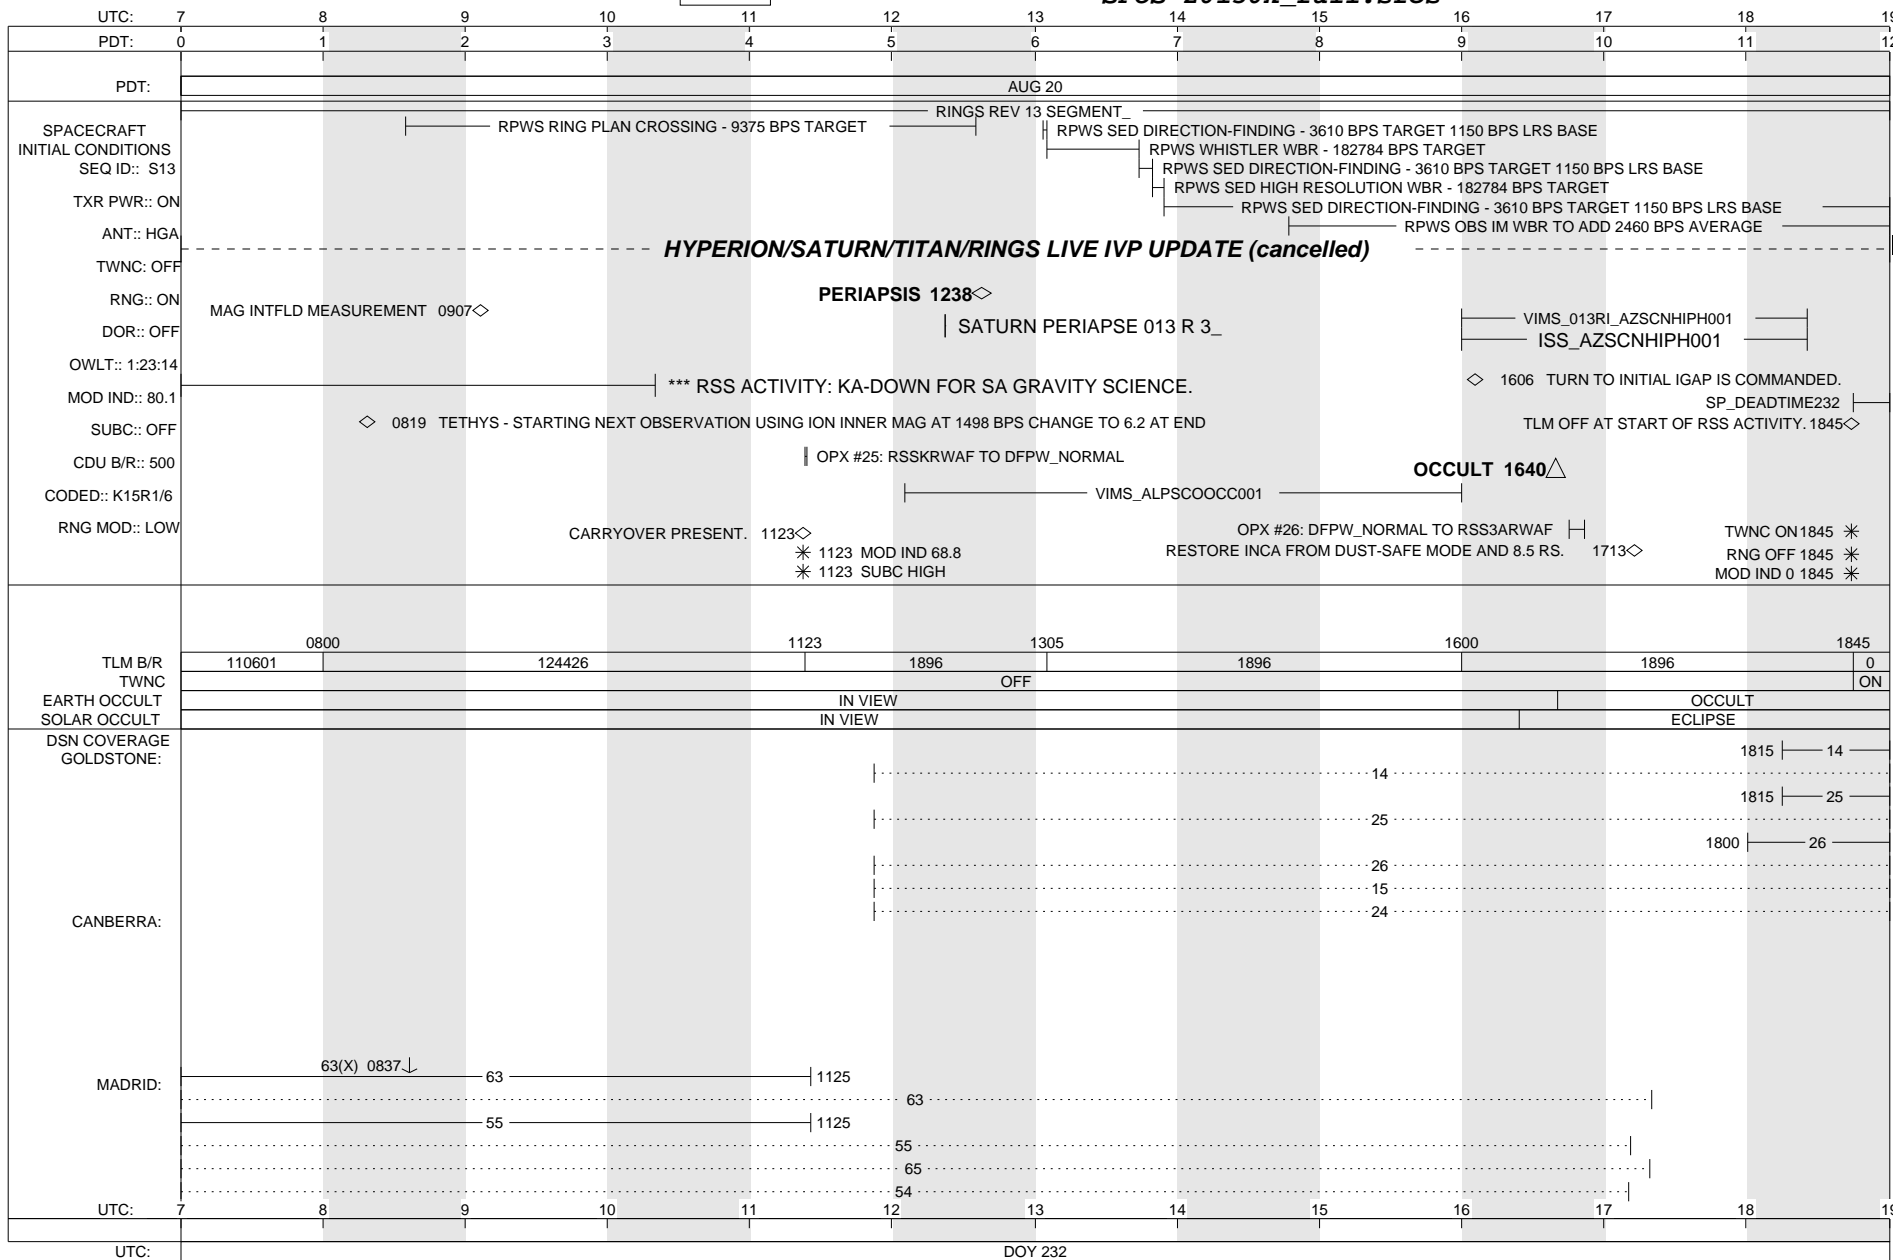 UTC: 7 8 9 10 11 12 13 14 15 16 17 18 19
PDT: 0 1 2 3 4 5 6 7 8 9 10 11 12
PDT: AUG 20
RINGS REV 13 SEGMENT_
RPWS RING PLAN CROSSING - 9375 BPS TARGET
RPWS SED DIRECTION-FINDING - 3610 BPS TARGET 1150 BPS LRS BASE
SPACECRAFT
INITIAL CONDITIONS
RPWS WHISTLER WBR - 182784 BPS TARGET
SEQ ID:: S13
RPWS SED DIRECTION-FINDING - 3610 BPS TARGET 1150 BPS LRS BASE
RPWS SED HIGH RESOLUTION WBR - 182784 BPS TARGET
TXR PWR:: ON
RPWS SED DIRECTION-FINDING - 3610 BPS TARGET 1150 BPS LRS BASE
RPWS OBS IM WBR TO ADD 2460 BPS AVERAGE
ANT:: HGA
HYPERION/SATURN/TITAN/RINGS LIVE IVP UPDATE (cancelled)
TWNC: OFF
PERIAPSIS 1238
RNG:: ON
MAG INTFLD MEASUREMENT 0907
VIMS_013RI_AZSCNHIPH001
DOR:: OFF
SATURN PERIAPSE 013 R 3_
ISS_AZSCNHIPH001
OWLT:: 1:23:14
*** RSS ACTIVITY: KA-DOWN FOR SA GRAVITY SCIENCE.
1606 TURN TO INITIAL IGAP IS COMMANDED.
MOD IND:: 80.1
SP_DEADTIME232
0819 TETHYS - STARTING NEXT OBSERVATION USING ION INNER MAG AT 1498 BPS CHANGE TO 6.2 AT END
TLM OFF AT START OF RSS ACTIVITY. 1845
SUBC:: OFF
OPX #25: RSSKRWAF TO DFPW_NORMAL
CDU B/R:: 500
OCCULT 1640
CODED:: K15R1/6
VIMS_ALPSCOOCC001
RNG MOD:: LOW
CARRYOVER PRESENT. 1123
OPX #26: DFPW_NORMAL TO RSS3ARWAF
TWNC ON 1845
1123 MOD IND 68.8
RESTORE INCA FROM DUST-SAFE MODE AND 8.5 RS. 1713
RNG OFF 1845
1123 SUBC HIGH
MOD IND 0 1845
0800 1123 1305 1600 1845
TLM B/R 110601 124426 1896 1896 1896 0
TWNC OFF ON
EARTH OCCULT IN VIEW OCCULT
SOLAR OCCULT IN VIEW ECLIPSE
DSN COVERAGE
GOLDSTONE:
1815 14
14
1815 25
25
1800 26
26
15
24
CANBERRA:
63(X) 0837
MADRID:
63 1125
63
55 1125
55
65
54
UTC: 7 8 9 10 11 12 13 14 15 16 17 18 19
UTC: DOY 232